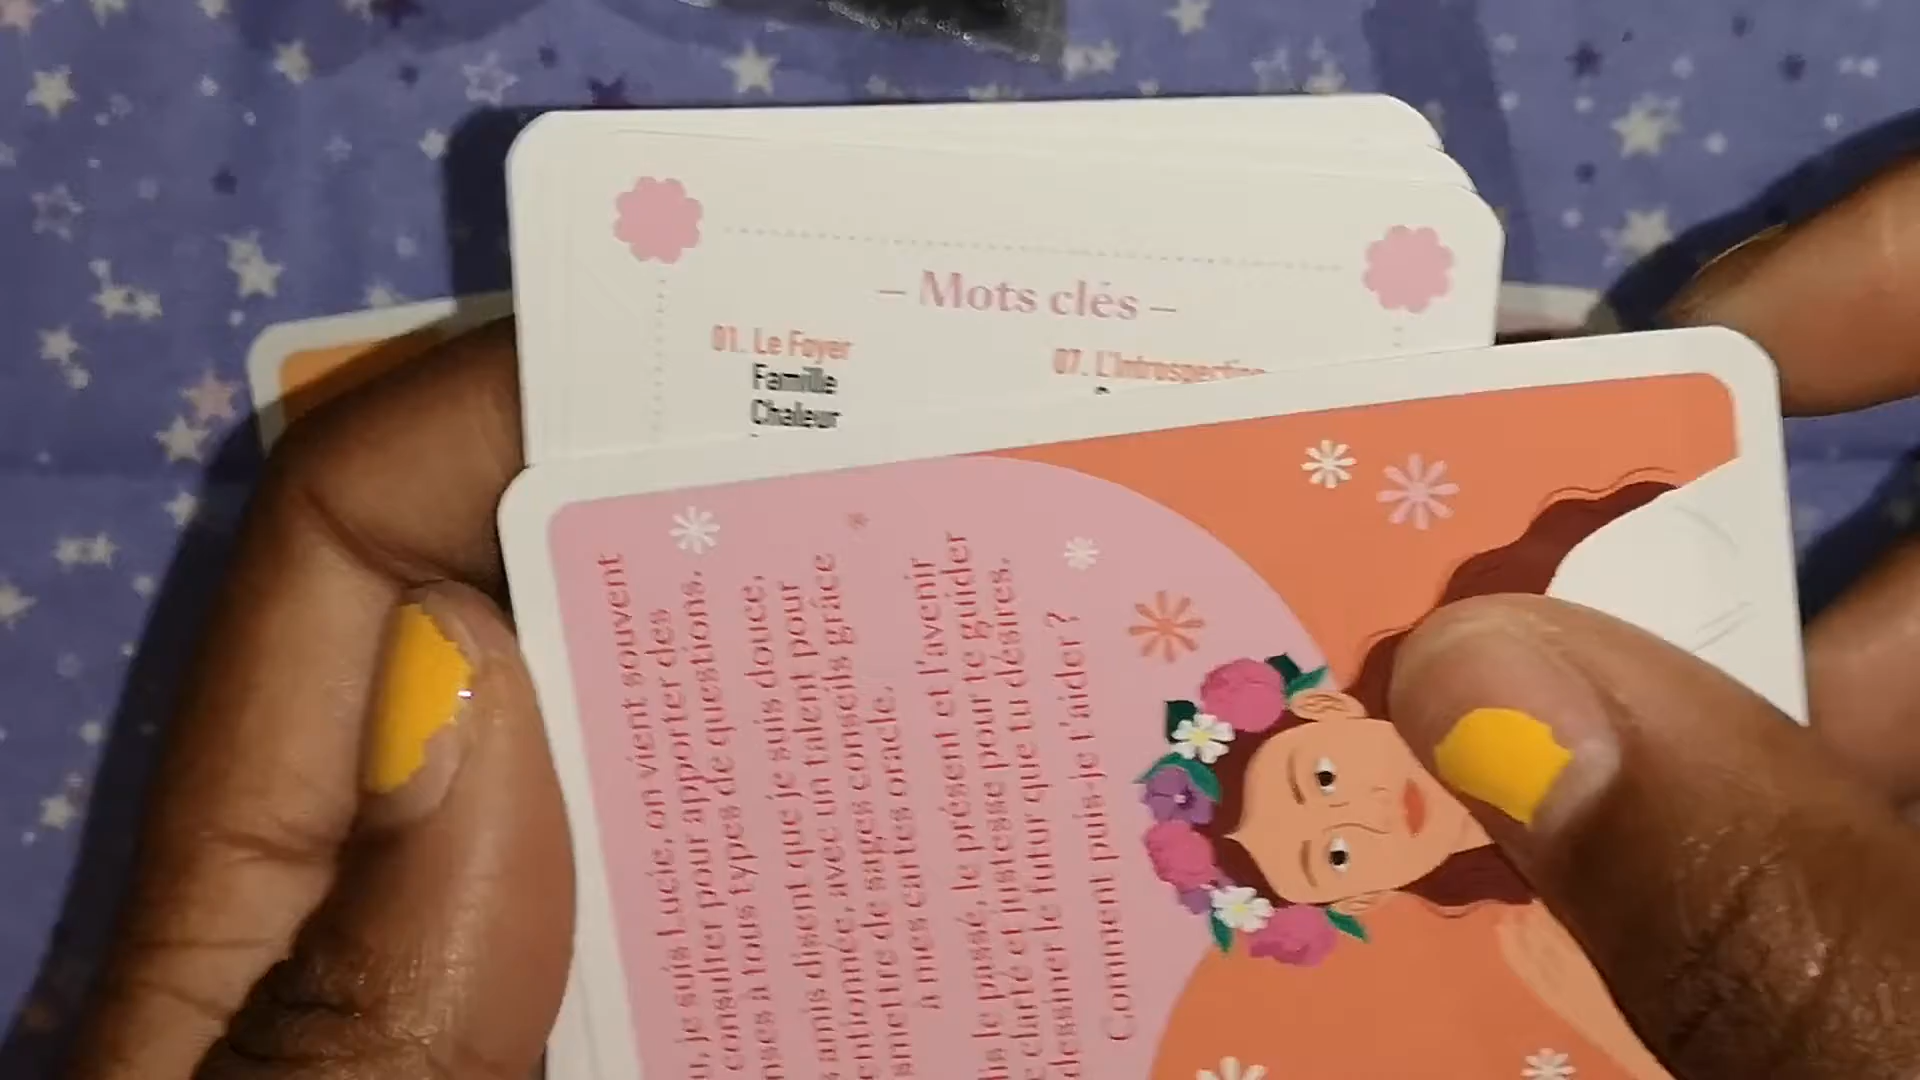 – Mots clés –
01. Le Foyer
Famille
Chaleur
07. L'Introspection
je suis Lucie, on vient souvent
consulter pour apporter des
à tous types de questions.
amis disent que je suis douce,
avec un talent pour
de sages conseils grâce
à mes cartes oracle.
le passé, le présent et l'avenir
clarté et justesse pour te guider
dessiner le futur que tu désires.
Comment puis-je t'aider ?